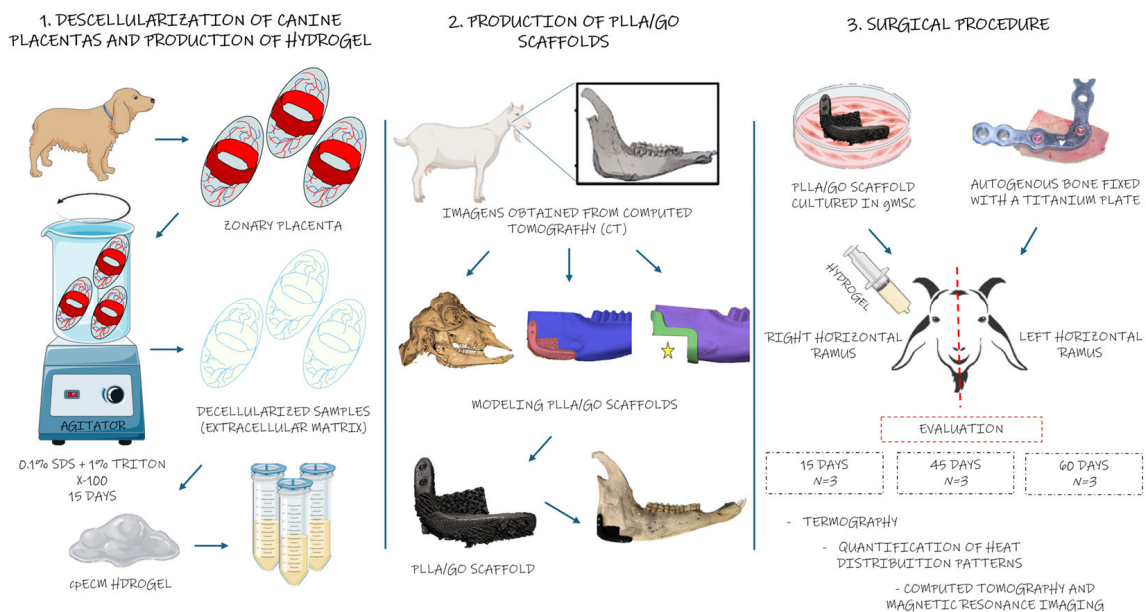 1. DESCELLULARIZATION OF CANINE
PLACENTAS AND PRODUCTION OF HYDROGEL
ZONARY PLACENTA
AGITATOR
DECELLULARIZED SAMPLES
(EXTRACELLULAR MATRIX)
0.1% SDS + 1% TRITON
X-100
15 DAYS
cpECM HDROGEL
2. PRODUCTION OF PLLA/GO
SCAFFOLDS
IMAGENS OBTAINED FROM COMPUTED
TOMOGRAPHY (CT)
MODELING PLLA/GO SCAFFOLDS
PLLA/GO SCAFFOLD
3. SURGICAL PROCEDURE
PLLA/GO SCAFFOLD
CULTURED IN gMSC
AUTOGENOUS BONE FIXED
WITH A TITANIUM PLATE
HYDROGEL
RIGHT HORIZONTAL
RAMUS
LEFT HORIZONTAL
RAMUS
EVALUATION
15 DAYS
N=3
45 DAYS
N=3
60 DAYS
N=3
- TERMOGRAPHY
- QUANTIFICATION OF HEAT
DISTRIBUITION PATTERNS
- COMPUTED TOMOGRAPHY AND
MAGNETIC RESONANCE IMAGING